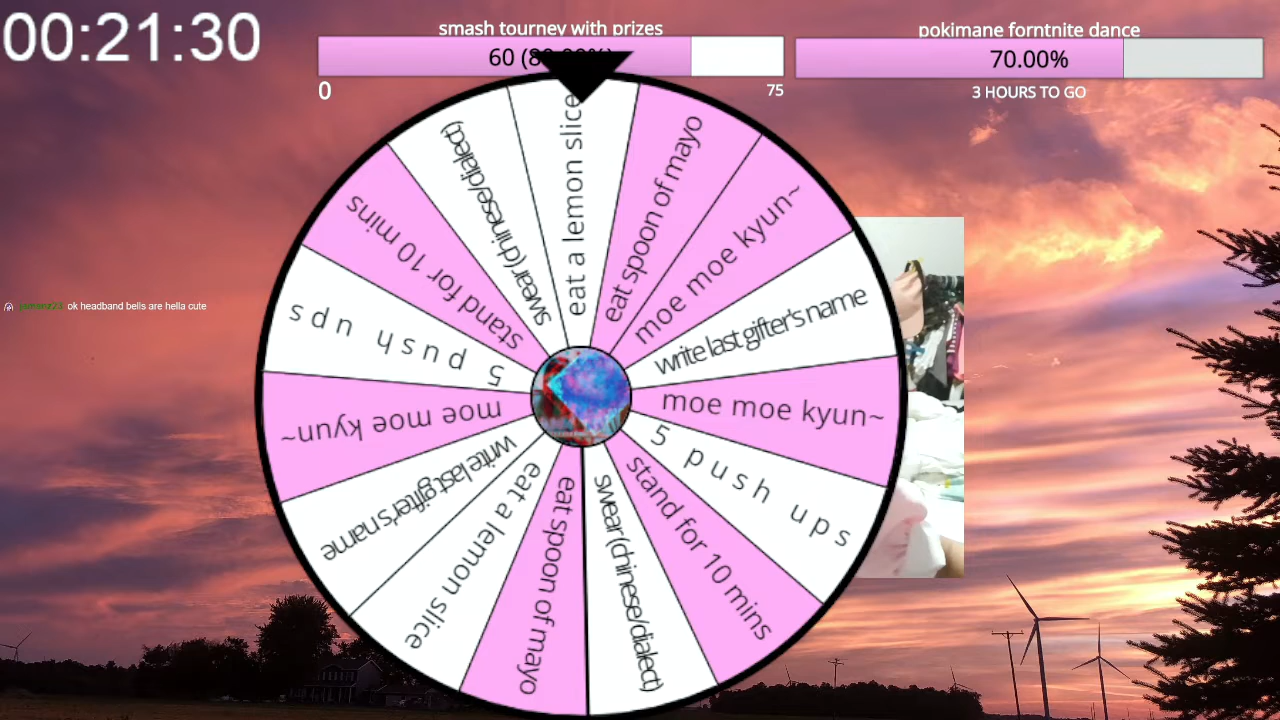 00:21:30
smash tourney with prizes
60 (80.00%)
0
75
pokimane forntnite dance
70.00%
3 HOURS TO GO
ok headband bells are hella cute
eat a lemon slice
eat spoon of mayo
moe moe kyun~
write last gifter's name
moe moe kyun~
5 push ups
stand for 10 mins
swear (chinese/dialect)
eat spoon of mayo
eat a lemon slice
write last gifter's name
moe moe kyun~
5 push ups
stand for 10 mins
swear (chinese/dialect)